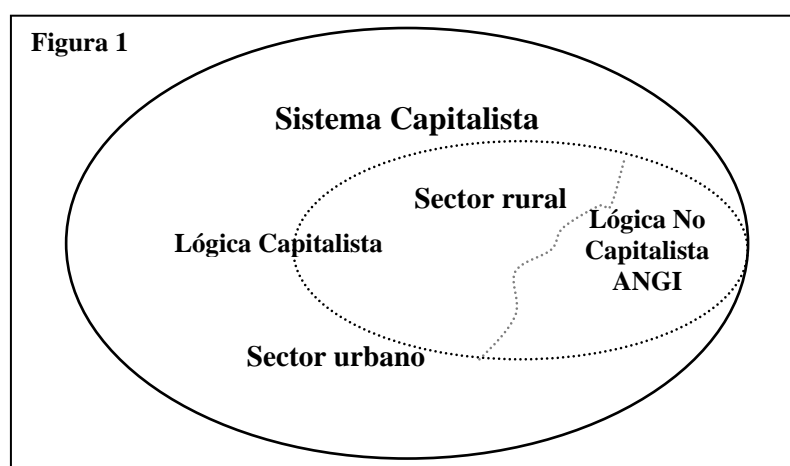 Figura 1
Sistema Capitalista
Sector rural
Lógica No
Capitalista
ANGI
Lógica Capitalista
Sector urbano